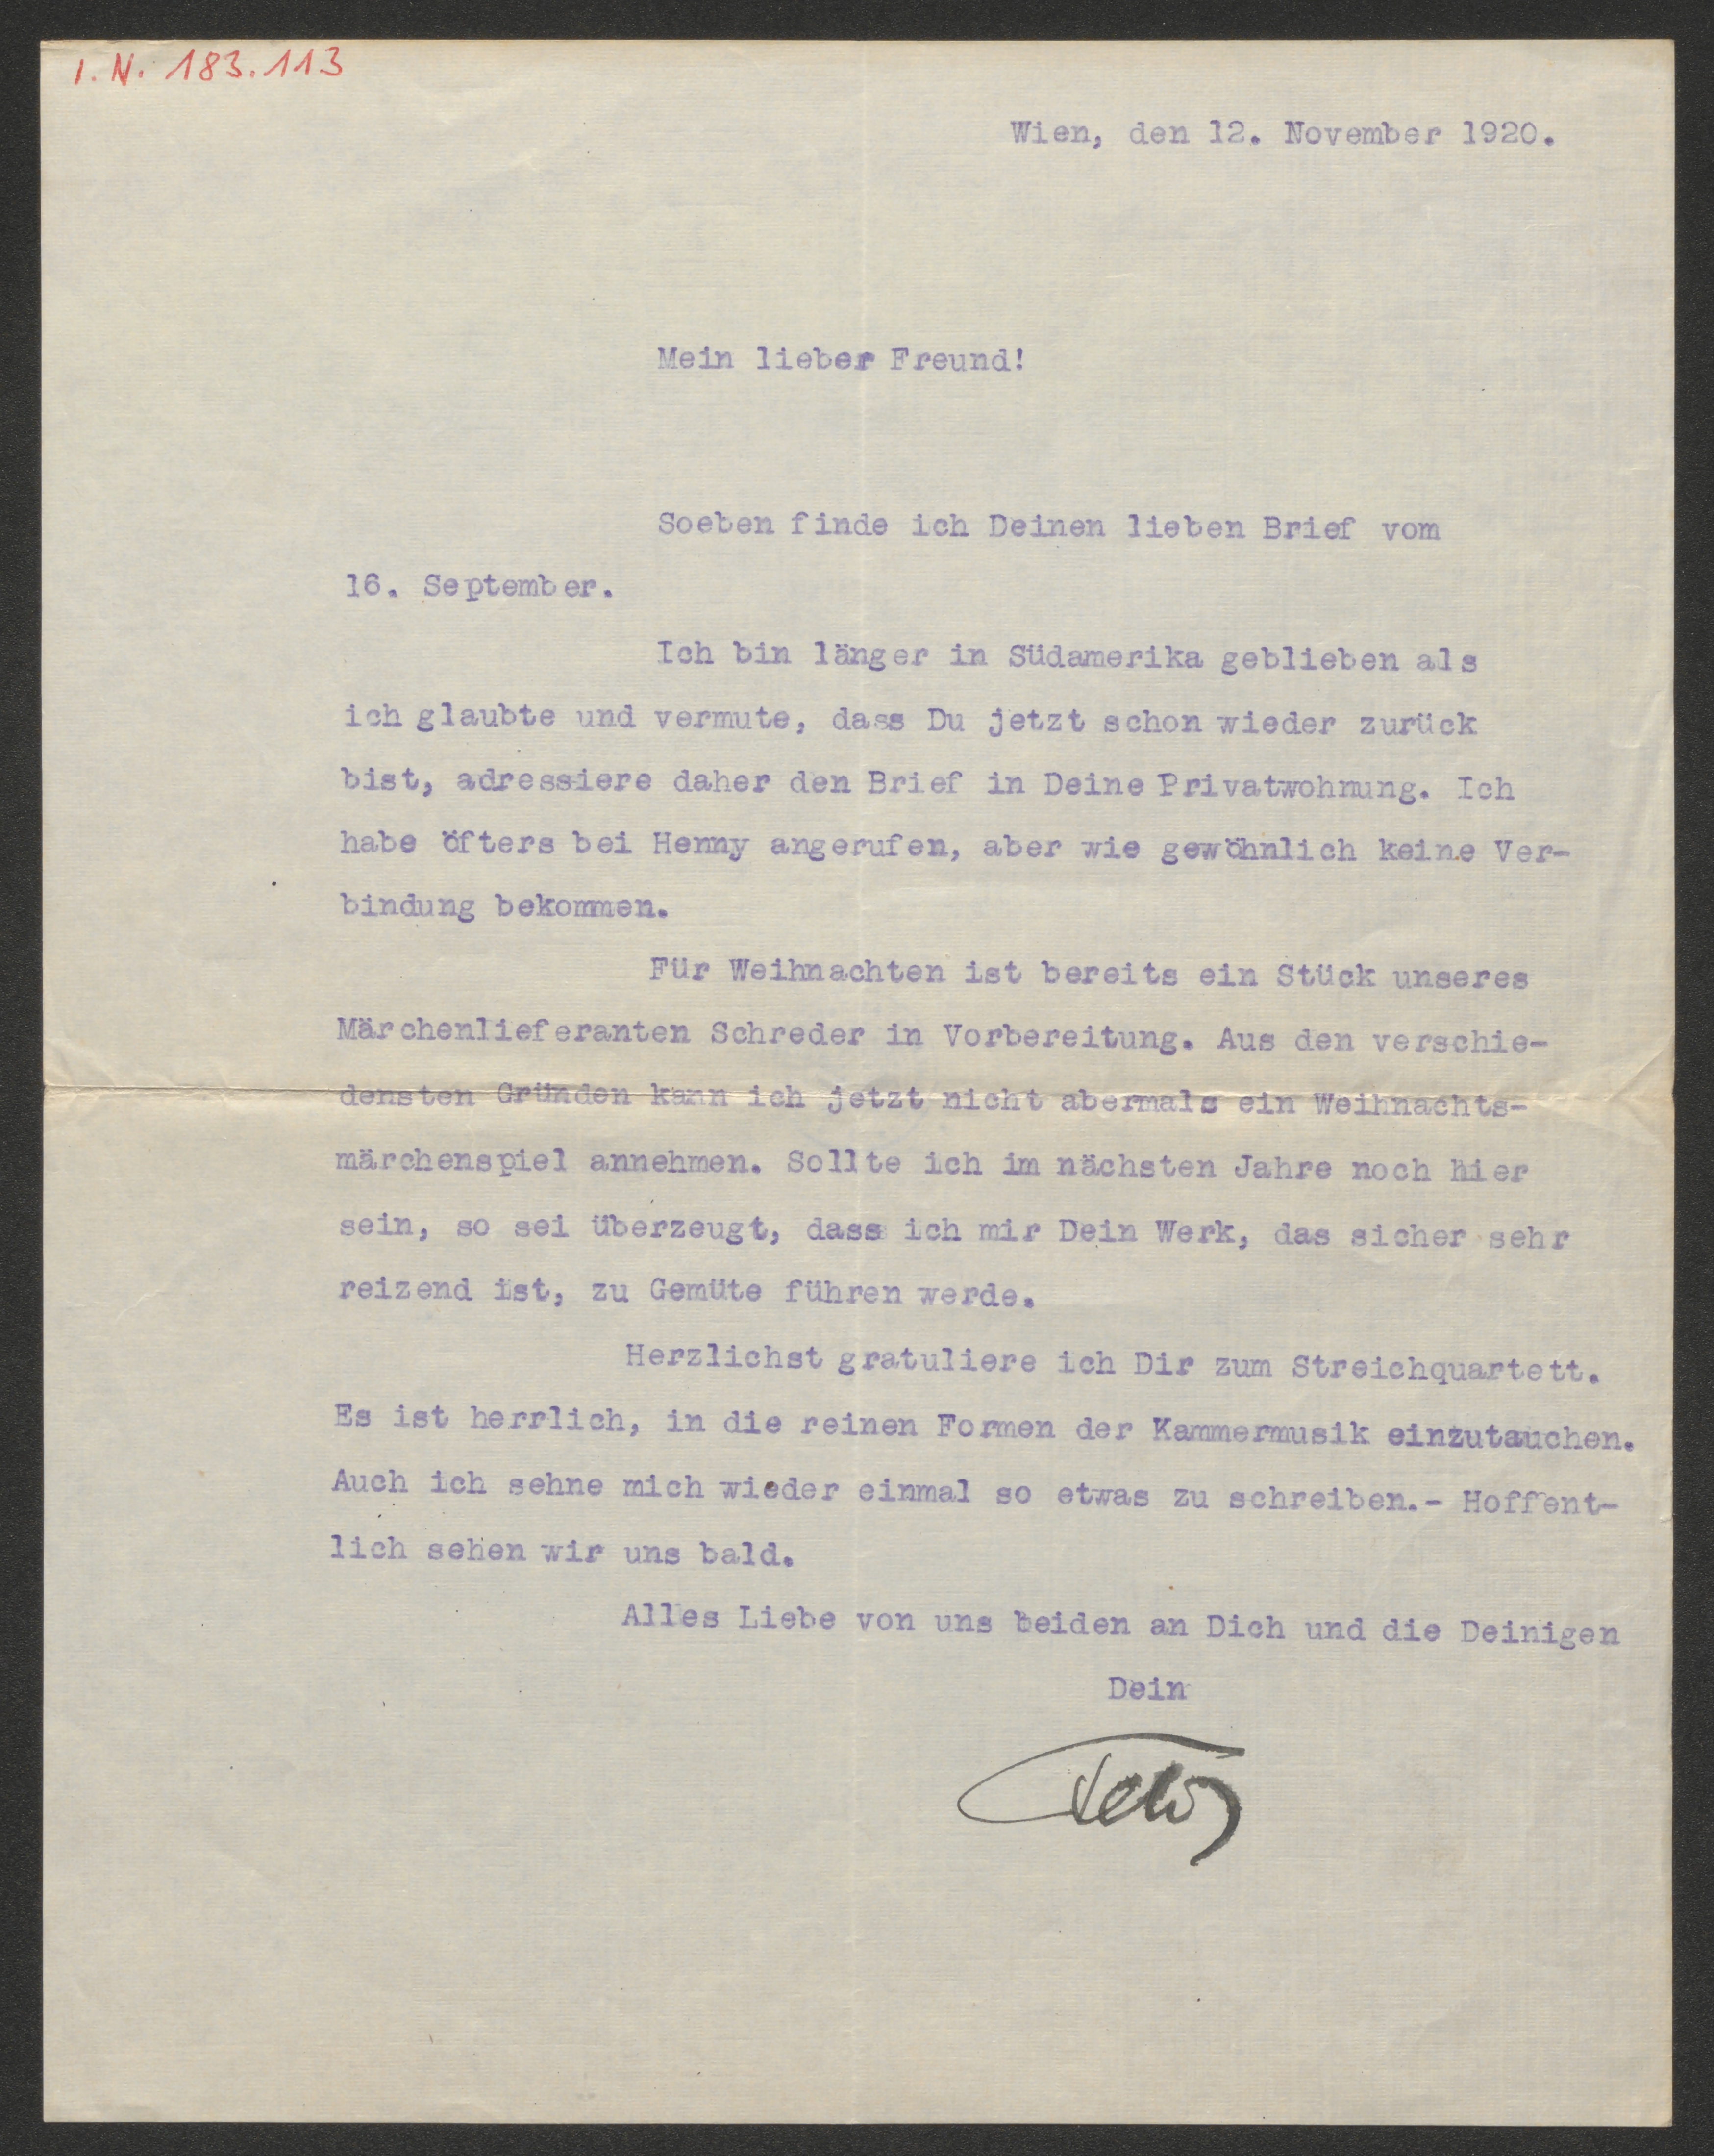 I.N. 183.113
Wien, den 12. November 1920.
Mein lieber Freund!
Soeben finde ich Deinen lieben Brief vom
16. September.
Ich bin länger in Südamerika geblieben als
ich glaubte und vermute, dass Du jetzt schon wieder zurück
bist, adressiere daher den Brief in Deine Privatwohnung. Ich
habe öfters bei Henny angerufen, aber wie gewöhnlich keine Ver-
bindung bekommen.
Für Weihnachten ist bereits ein Stück unseres
Märchenlieferanten Schreder in Vorbereitung. Aus den verschie-
densten Gründen kann ich jetzt nicht abermals ein Weihnachts-
märchenspiel annehmen. Sollte ich im nächsten Jahre noch hier
sein, so sei überzeugt, dass ich mir Dein Werk, das sicher sehr
reizend ist, zu Gemüte führen werde.
Herzlichst gratuliere ich Dir zum Streichquartett.
Es ist herrlich, in die reinen Formen der Kammermusik einzutauchen.
Auch ich sehne mich wieder einmal so etwas zu schreiben.- Hoffent-
lich sehen wir uns bald.
Alles Liebe von uns beiden an Dich und die Deinigen
Dein